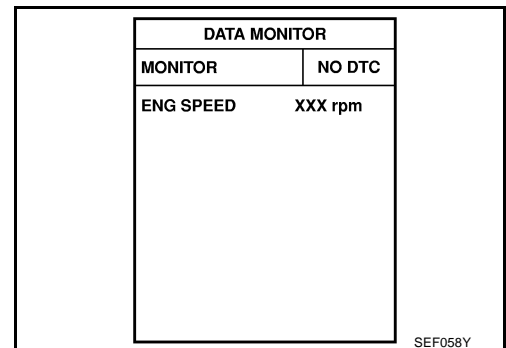 DATA MONITOR
MONITOR NO DTC
ENG SPEED XXX rpm
SEF058Y